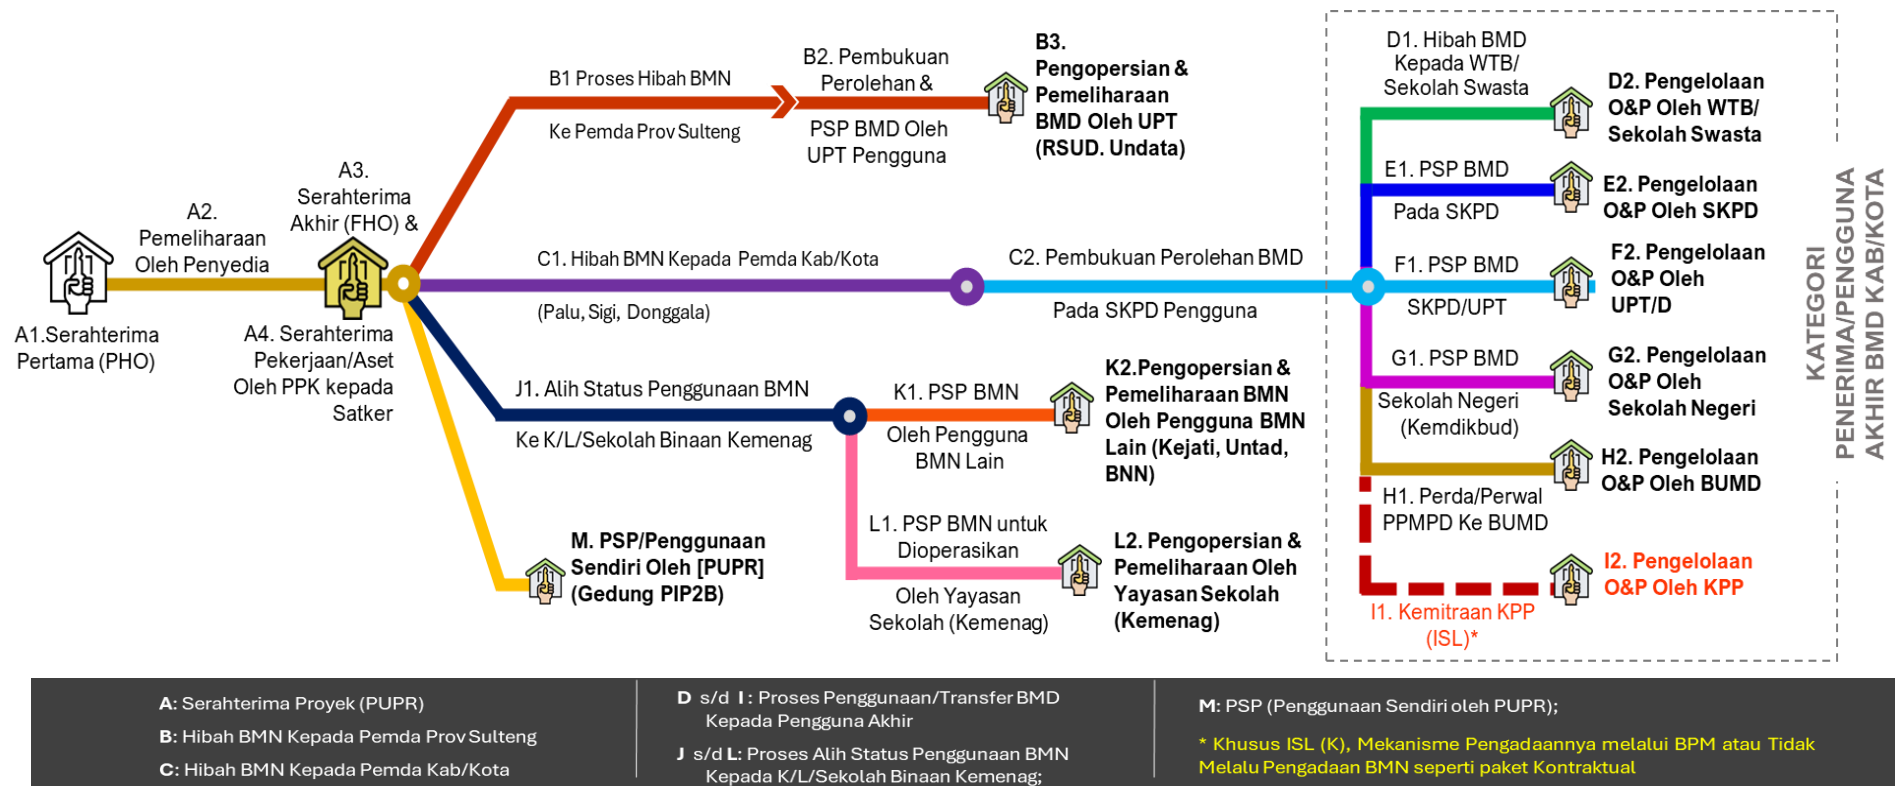 A1.Serahterima
Pertama (PHO)
A2.
Pemeliharaan
Oleh Penyedia
A3.
Serahterima
Akhir (FHO) &
A4. Serahterima
Pekerjaan/Aset
Oleh PPK kepada
Satker
B1 Proses Hibah BMN
Ke Pemda Prov Sulteng
B2. Pembukuan
Perolehan &
PSP BMD Oleh
UPT Pengguna
B3.
Pengopersian &
Pemeliharaan
BMD Oleh UPT
(RSUD. Undata)
C1. Hibah BMN Kepada Pemda Kab/Kota
(Palu, Sigi, Donggala)
C2. Pembukuan Perolehan BMD
Pada SKPD Pengguna
J1. Alih Status Penggunaan BMN
Ke K/L/Sekolah Binaan Kemenag
K1. PSP BMN
Oleh Pengguna
BMN Lain
K2.Pengopersian &
Pemeliharaan BMN
Oleh Pengguna BMN
Lain (Kejati, Untad,
BNN)
L1. PSP BMN untuk
Dioperasikan
Oleh Yayasan
Sekolah (Kemenag)
L2. Pengopersian &
Pemeliharaan Oleh
Yayasan Sekolah
(Kemenag)
M. PSP/Penggunaan
Sendiri Oleh [PUPR]
(Gedung PIP2B)
D1. Hibah BMD
Kepada WTB/
Sekolah Swasta
D2. Pengelolaan
O&P Oleh WTB/
Sekolah Swasta
E1. PSP BMD
Pada SKPD
E2. Pengelolaan
O&P Oleh SKPD
F1. PSP BMD
SKPD/UPT
F2. Pengelolaan
O&P Oleh
UPT/D
G1. PSP BMD
Sekolah Negeri
(Kemdikbud)
G2. Pengelolaan
O&P Oleh
Sekolah Negeri
H1. Perda/Perwal
PPMPD Ke BUMD
H2. Pengelolaan
O&P Oleh BUMD
I1. Kemitraan KPP
(ISL)*
I2. Pengelolaan
O&P Oleh KPP
KATEGORI
PENERIMA/PENGGUNA
AKHIR BMD KAB/KOTA
A: Serahterima Proyek (PUPR)
B: Hibah BMN Kepada Pemda Prov Sulteng
C: Hibah BMN Kepada Pemda Kab/Kota
D s/d I : Proses Penggunaan/Transfer BMD
Kepada Pengguna Akhir
J s/d L: Proses Alih Status Penggunaan BMN
Kepada K/L/Sekolah Binaan Kemenag;
M: PSP (Penggunaan Sendiri oleh PUPR);
* Khusus ISL (K), Mekanisme Pengadaannya melalui BPM atau Tidak
Melalu Pengadaan BMN seperti paket Kontraktual